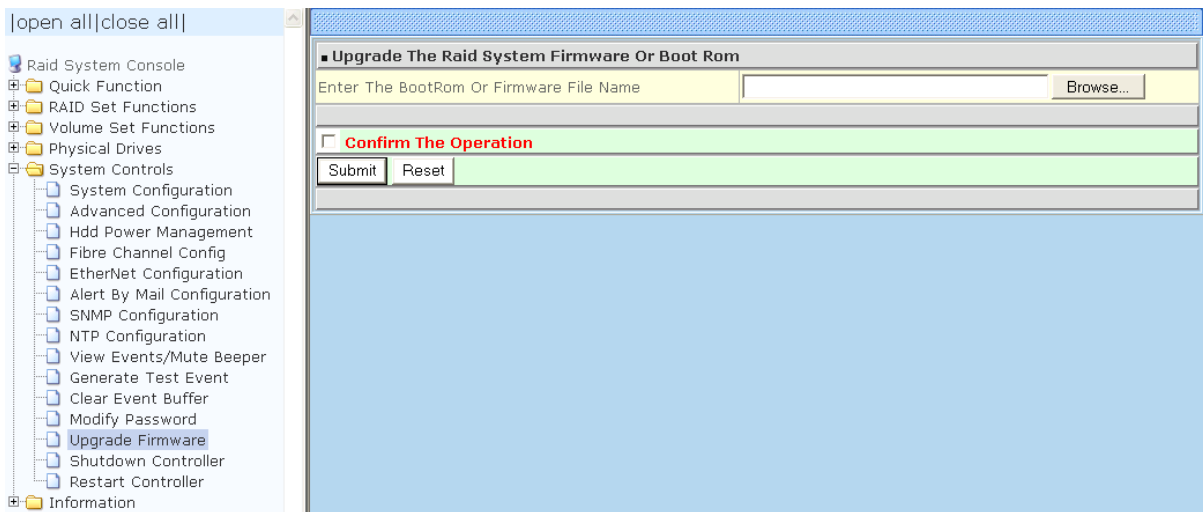 |open all|close all|
Raid System Console
Quick Function
RAID Set Functions
Volume Set Functions
Physical Drives
System Controls
System Configuration
Advanced Configuration
Hdd Power Management
Fibre Channel Config
EtherNet Configuration
Alert By Mail Configuration
SNMP Configuration
NTP Configuration
View Events/Mute Beeper
Generate Test Event
Clear Event Buffer
Modify Password
Upgrade Firmware
Shutdown Controller
Restart Controller
Information
Upgrade The Raid System Firmware Or Boot Rom
Enter The BootRom Or Firmware File Name Browse...
Confirm The Operation
Submit Reset